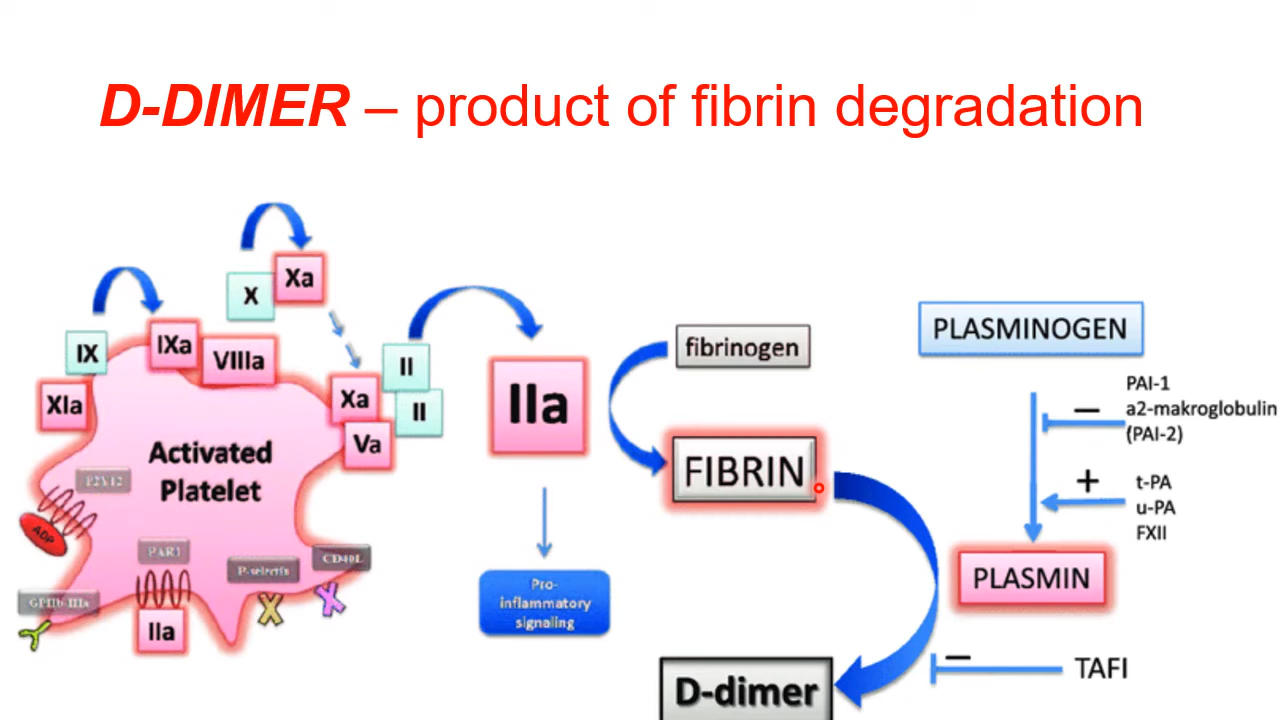 D-DIMER – product of fibrin degradation
X
Xa
IX
IXa
VIIIa
XIa
II
II
Xa
Va
Activated
Platelet
P2Y12
ADP
PAR1
P-selectin
CD40L
GPIIb-IIIa
IIa
IIa
Pro-
inflammatory
signaling
fibrinogen
FIBRIN
D-dimer
PLASMINOGEN
PAI-1
a2-makroglobulin
(PAI-2)
–
+
t-PA
u-PA
FXII
PLASMIN
–
TAFI